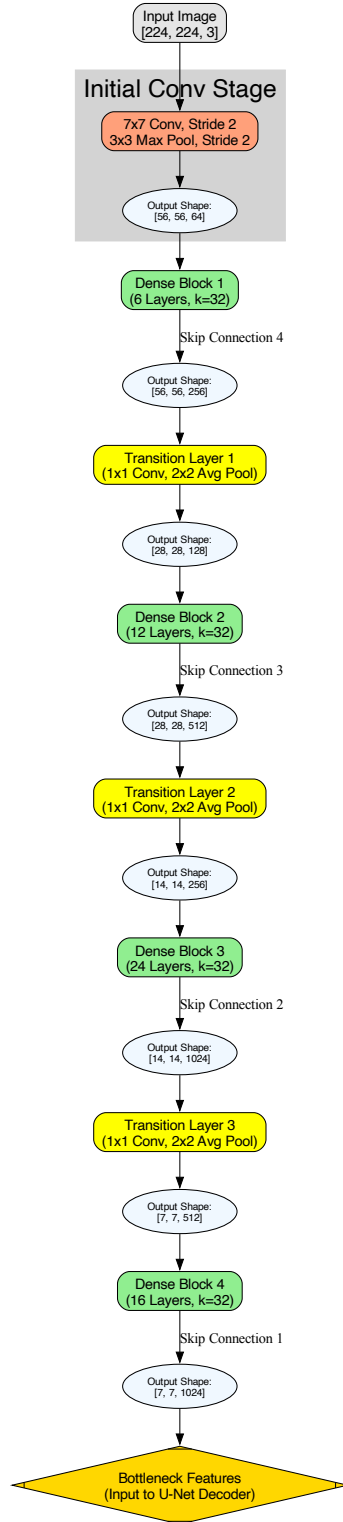 Input Image
[224, 224, 3]
Initial Conv Stage
7x7 Conv, Stride 2
3x3 Max Pool, Stride 2
Output Shape:
[56, 56, 64]
Dense Block 1
(6 Layers, k=32)
Skip Connection 4
Output Shape:
[56, 56, 256]
Transition Layer 1
(1x1 Conv, 2x2 Avg Pool)
Output Shape:
[28, 28, 128]
Dense Block 2
(12 Layers, k=32)
Skip Connection 3
Output Shape:
[28, 28, 512]
Transition Layer 2
(1x1 Conv, 2x2 Avg Pool)
Output Shape:
[14, 14, 256]
Dense Block 3
(24 Layers, k=32)
Skip Connection 2
Output Shape:
[14, 14, 1024]
Transition Layer 3
(1x1 Conv, 2x2 Avg Pool)
Output Shape:
[7, 7, 512]
Dense Block 4
(16 Layers, k=32)
Skip Connection 1
Output Shape:
[7, 7, 1024]
Bottleneck Features
(Input to U-Net Decoder)